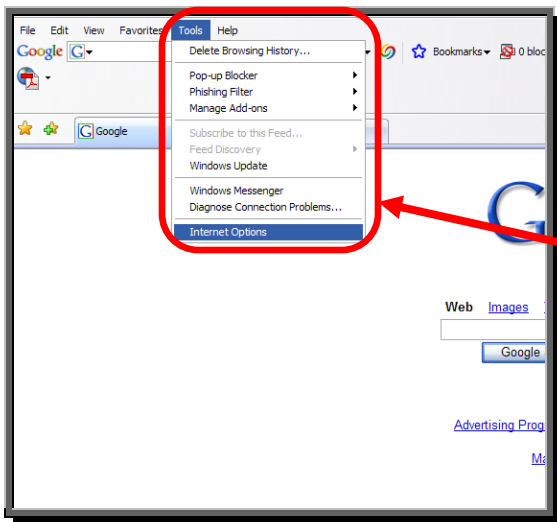 File Edit View Favorites Tools Help
Google G Bookmarks 0 bloc
Delete Browsing History...
Pop-up Blocker
Phishing Filter
Manage Add-ons
G Google
Subscribe to this Feed...
Feed Discovery
Windows Update
Windows Messenger
Diagnose Connection Problems...
Internet Options
G
Web Images
Google
Advertising Prog
Ma